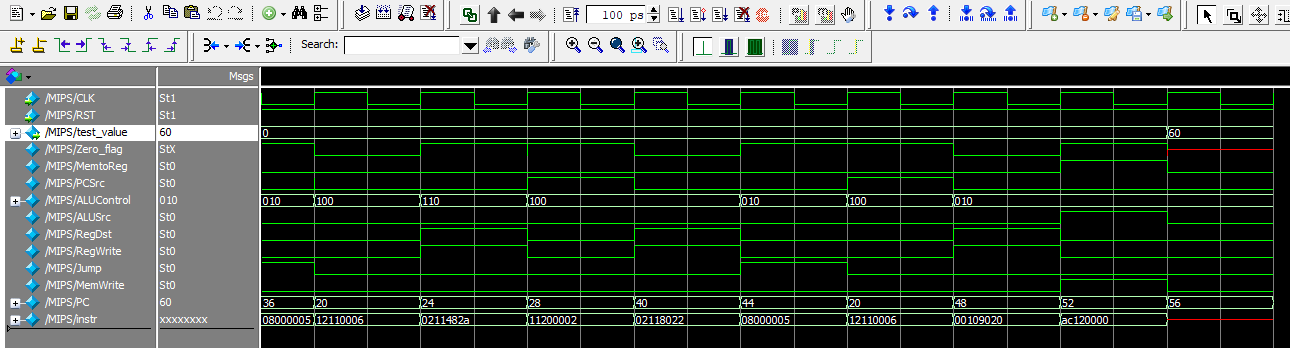 100 ps
Search:
Msgs
/MIPS/CLK St1
/MIPS/RST St1
/MIPS/test_value 60 0 60
/MIPS/Zero_flag StX
/MIPS/MemtoReg St0
/MIPS/PCSrc St0
/MIPS/ALUControl 010 010 100 110 100 010 100 010
/MIPS/ALUSrc St0
/MIPS/RegDst St0
/MIPS/RegWrite St0
/MIPS/Jump St0
/MIPS/MemWrite St0
/MIPS/PC 60 36 20 24 28 40 44 20 48 52 56
/MIPS/instr xxxxxxxx 08000005 12110006 0211482a 11200002 02118022 08000005 12110006 00109020 ac120000